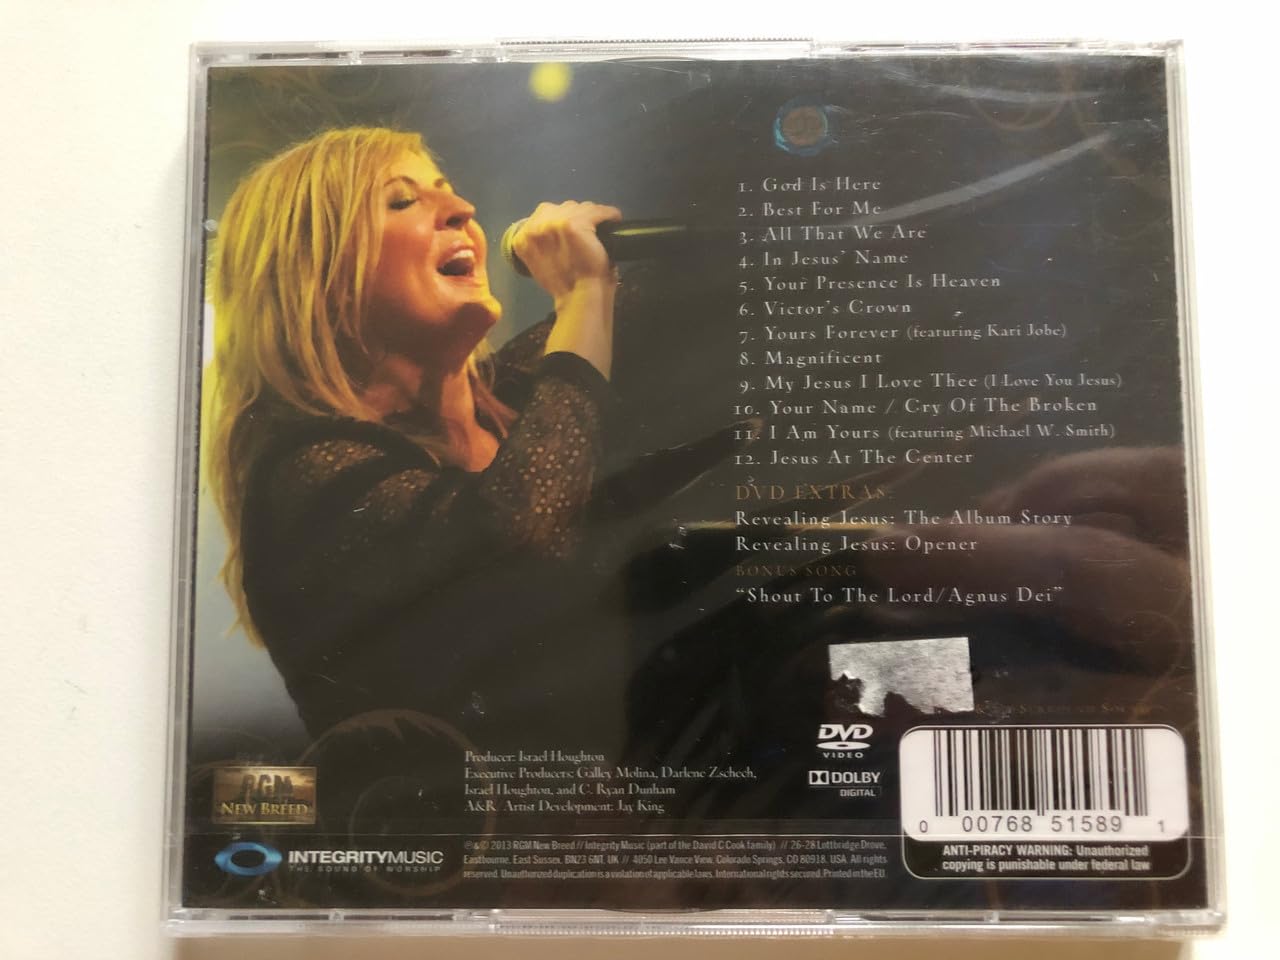 1. God Is Here
2. Best For Me
3. All That We Are
4. In Jesus' Name
5. Your Presence Is Heaven
6. Victor's Crown
7. Yours Forever (featuring Kari Jobe)
8. Magnificent
9. My Jesus I Love Thee (I Love You Jesus)
10. Your Name / Cry Of The Broken
11. I Am Yours (featuring Michael W. Smith)
12. Jesus At The Center
DVD EXTRAS:
Revealing Jesus: The Album Story
Revealing Jesus: Opener
BONUS SONG
"Shout To The Lord/Agnus Dei"
Surround Sound
DVD
VIDEO
DOLBY
DIGITAL
Producer: Israel Houghton
Executive Producers: Galley Molina, Darlene Zschech,
Israel Houghton, and C. Ryan Dunham
A&R Artist Development: Jay King
RGM
NEW BREED
INTEGRITYMUSIC
THE SOUND OF WORSHIP
℗&© 2013 RGM New Breed // Integrity Music (part of the David C Cook family) // 26-28 Lottbridge Drove,
Eastbourne, East Sussex, BN23 6NT, UK // 4050 Lee Vance View, Colorado Springs, CO 80918. USA. All rights
reserved. Unauthorized duplication is a violation of applicable laws. International rights secured. Printed in the EU.
0 00768 51589 1
ANTI-PIRACY WARNING: Unauthorized
copying is punishable under federal law